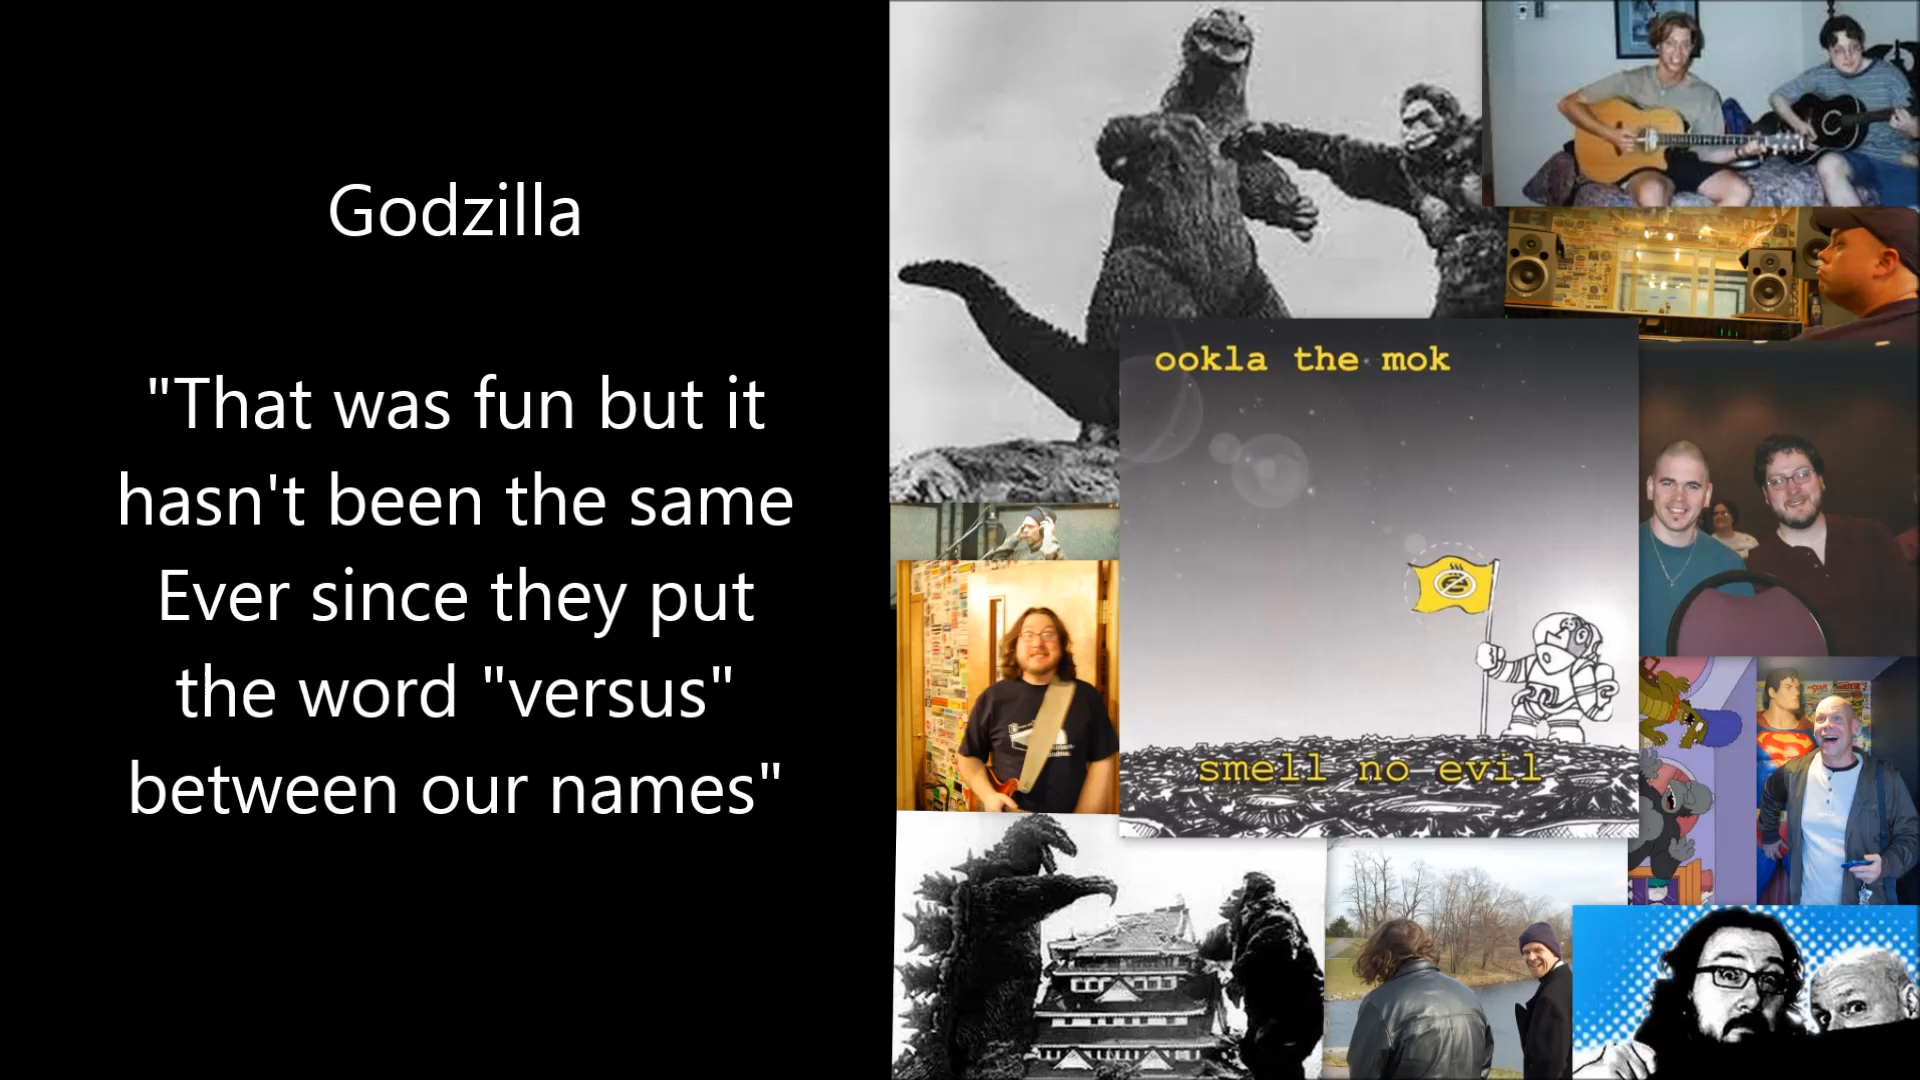 Godzilla
"That was fun but it
hasn't been the same
Ever since they put
the word "versus"
between our names"
ookla the mok
smell no evil